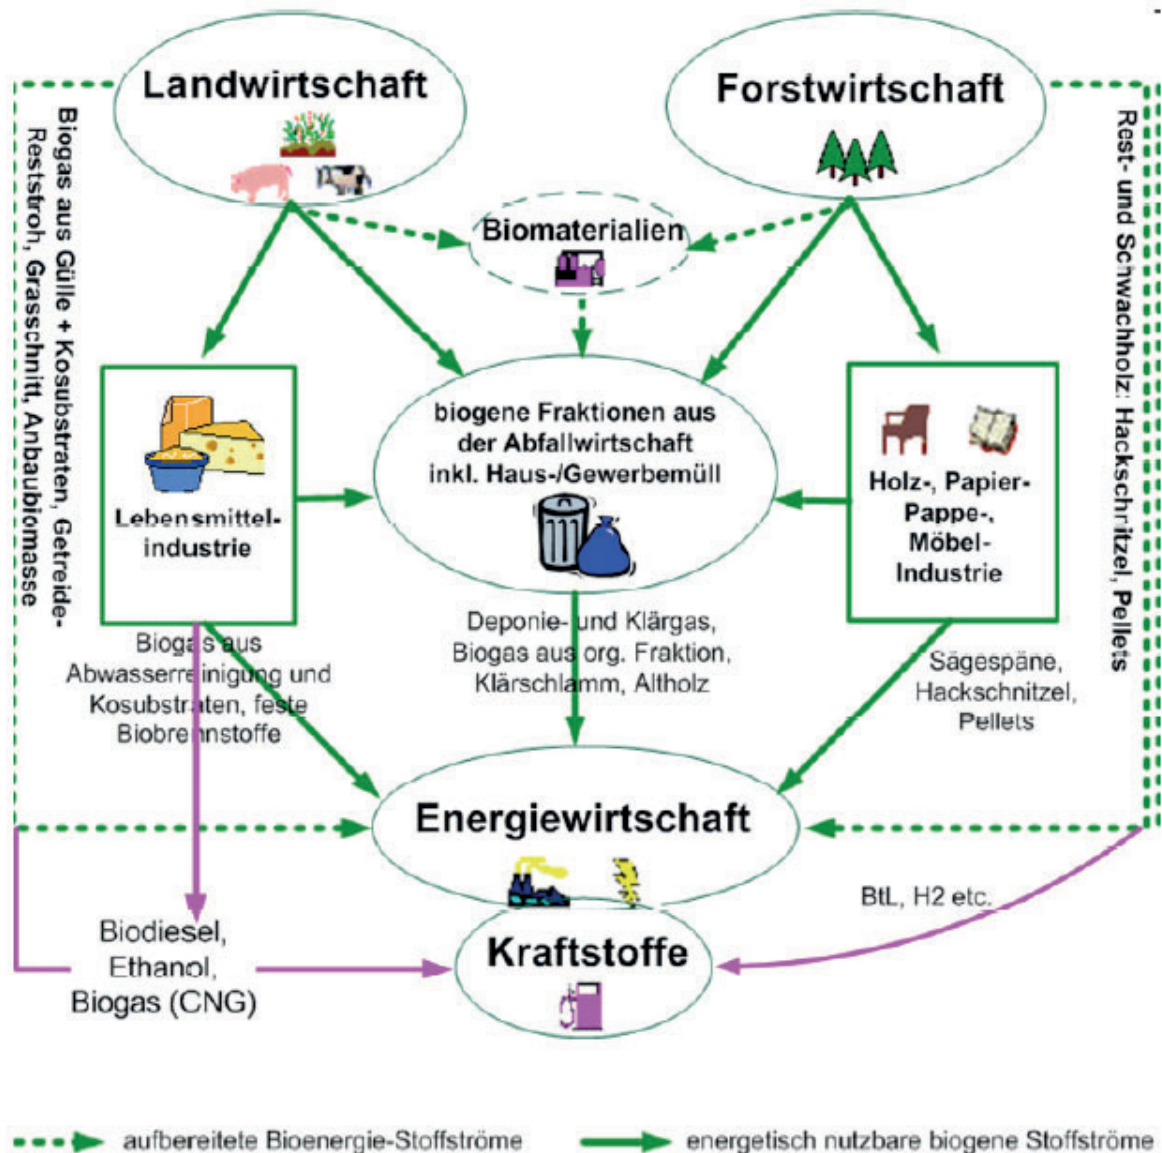 Landwirtschaft
Forstwirtschaft
Biogas aus Gülle + Kosubstraten, Getreide-
Reststroh, Grasschnitt, Anbaubiomasse
Rest- und Schwachholz: Hackschritzel, Pellets
Biomaterialien
biogene Fraktionen aus
der Abfallwirtschaft
inkl. Haus-/Gewerbemüll
Lebensmittel-
industrie
Holz-, Papier-
Pappe-,
Möbel-
Industrie
Biogas aus
Abwasserreinigung und
Kosubstraten, feste
Biobrennstoffe
Deponie- und Klärgas,
Biogas aus org. Fraktion,
Klärschlamm, Altholz
Sägespäne,
Hackschnitzel,
Pellets
Energiewirtschaft
BtL, H2 etc.
Biodiesel,
Ethanol,
Biogas (CNG)
Kraftstoffe
aufbereitete Bioenergie-Stoffströme
energetisch nutzbare biogene Stoffströme